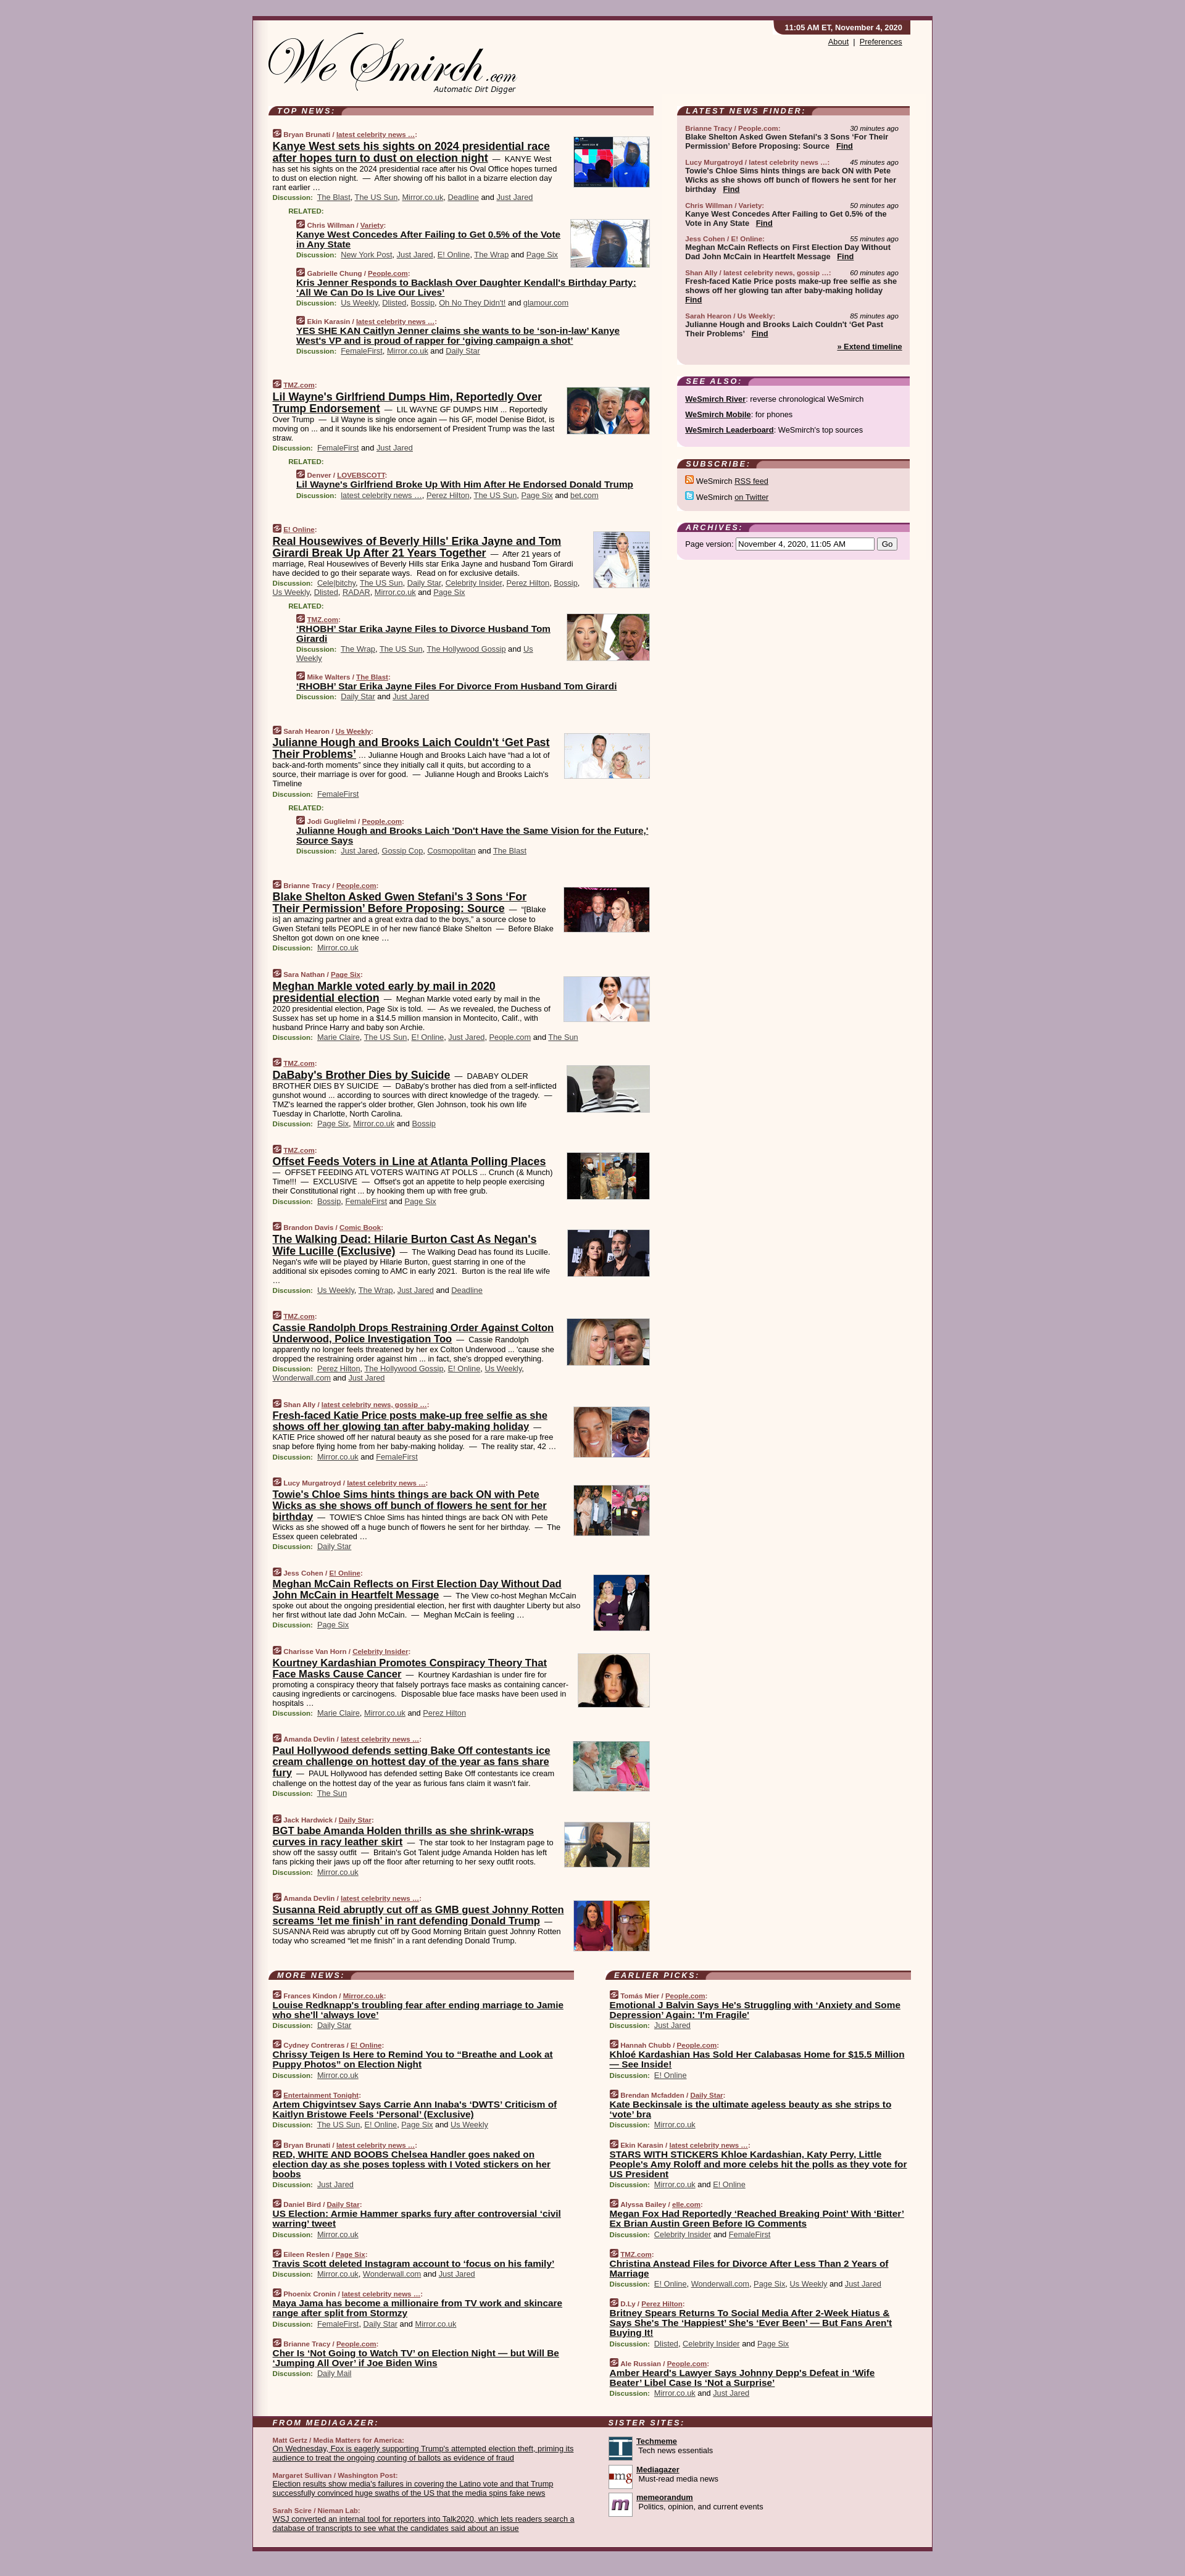 11:05 AM ET, November 4, 2020
About | Preferences
We Smirch.com
Automatic Dirt Digger
TOP NEWS:
Bryan Brunati / latest celebrity news …:
Kanye West sets his sights on 2024 presidential race
after hopes turn to dust on election night — KANYE West
has set his sights on the 2024 presidential race after his Oval Office hopes turned
to dust on election night. — After showing off his ballot in a bizarre election day
rant earlier …
Discussion: The Blast, The US Sun, Mirror.co.uk, Deadline and Just Jared
RELATED:
Chris Willman / Variety:
Kanye West Concedes After Failing to Get 0.5% of the Vote
in Any State
Discussion: New York Post, Just Jared, E! Online, The Wrap and Page Six
Gabrielle Chung / People.com:
Kris Jenner Responds to Backlash Over Daughter Kendall's Birthday Party:
‘All We Can Do Is Live Our Lives’
Discussion: Us Weekly, Dlisted, Bossip, Oh No They Didn't! and glamour.com
Ekin Karasin / latest celebrity news …:
YES SHE KAN Caitlyn Jenner claims she wants to be ‘son-in-law’ Kanye
West's VP and is proud of rapper for ‘giving campaign a shot’
Discussion: FemaleFirst, Mirror.co.uk and Daily Star
TMZ.com:
Lil Wayne's Girlfriend Dumps Him, Reportedly Over
Trump Endorsement — LIL WAYNE GF DUMPS HIM ... Reportedly
Over Trump — Lil Wayne is single once again — his GF, model Denise Bidot, is
moving on ... and it sounds like his endorsement of President Trump was the last
straw.
Discussion: FemaleFirst and Just Jared
RELATED:
Denver / LOVEBSCOTT:
Lil Wayne's Girlfriend Broke Up With Him After He Endorsed Donald Trump
Discussion: latest celebrity news …, Perez Hilton, The US Sun, Page Six and bet.com
E! Online:
Real Housewives of Beverly Hills' Erika Jayne and Tom
Girardi Break Up After 21 Years Together — After 21 years of
marriage, Real Housewives of Beverly Hills star Erika Jayne and husband Tom Girardi
have decided to go their separate ways. Read on for exclusive details.
Discussion: Cele|bitchy, The US Sun, Daily Star, Celebrity Insider, Perez Hilton, Bossip,
Us Weekly, Dlisted, RADAR, Mirror.co.uk and Page Six
RELATED:
TMZ.com:
‘RHOBH’ Star Erika Jayne Files to Divorce Husband Tom
Girardi
Discussion: The Wrap, The US Sun, The Hollywood Gossip and Us
Weekly
Mike Walters / The Blast:
‘RHOBH’ Star Erika Jayne Files For Divorce From Husband Tom Girardi
Discussion: Daily Star and Just Jared
Sarah Hearon / Us Weekly:
Julianne Hough and Brooks Laich Couldn't ‘Get Past
Their Problems’ … Julianne Hough and Brooks Laich have “had a lot of
back-and-forth moments” since they initially call it quits, but according to a
source, their marriage is over for good. — Julianne Hough and Brooks Laich's
Timeline
Discussion: FemaleFirst
RELATED:
Jodi Guglielmi / People.com:
Julianne Hough and Brooks Laich 'Don't Have the Same Vision for the Future,'
Source Says
Discussion: Just Jared, Gossip Cop, Cosmopolitan and The Blast
Brianne Tracy / People.com:
Blake Shelton Asked Gwen Stefani's 3 Sons ‘For
Their Permission’ Before Proposing: Source — “[Blake
is] an amazing partner and a great extra dad to the boys,” a source close to
Gwen Stefani tells PEOPLE in of her new fiancé Blake Shelton — Before Blake
Shelton got down on one knee …
Discussion: Mirror.co.uk
Sara Nathan / Page Six:
Meghan Markle voted early by mail in 2020
presidential election — Meghan Markle voted early by mail in the
2020 presidential election, Page Six is told. — As we revealed, the Duchess of
Sussex has set up home in a $14.5 million mansion in Montecito, Calif., with
husband Prince Harry and baby son Archie.
Discussion: Marie Claire, The US Sun, E! Online, Just Jared, People.com and The Sun
TMZ.com:
DaBaby's Brother Dies by Suicide — DABABY OLDER
BROTHER DIES BY SUICIDE — DaBaby's brother has died from a self-inflicted
gunshot wound ... according to sources with direct knowledge of the tragedy. —
TMZ's learned the rapper's older brother, Glen Johnson, took his own life
Tuesday in Charlotte, North Carolina.
Discussion: Page Six, Mirror.co.uk and Bossip
TMZ.com:
Offset Feeds Voters in Line at Atlanta Polling Places
— OFFSET FEEDING ATL VOTERS WAITING AT POLLS ... Crunch (& Munch)
Time!!! — EXCLUSIVE — Offset's got an appetite to help people exercising
their Constitutional right ... by hooking them up with free grub.
Discussion: Bossip, FemaleFirst and Page Six
Brandon Davis / Comic Book:
The Walking Dead: Hilarie Burton Cast As Negan's
Wife Lucille (Exclusive) — The Walking Dead has found its Lucille.
Negan's wife will be played by Hilarie Burton, guest starring in one of the
additional six episodes coming to AMC in early 2021. Burton is the real life wife
…
Discussion: Us Weekly, The Wrap, Just Jared and Deadline
TMZ.com:
Cassie Randolph Drops Restraining Order Against Colton
Underwood, Police Investigation Too — Cassie Randolph
apparently no longer feels threatened by her ex Colton Underwood ... 'cause she
dropped the restraining order against him ... in fact, she's dropped everything.
Discussion: Perez Hilton, The Hollywood Gossip, E! Online, Us Weekly,
Wonderwall.com and Just Jared
Shan Ally / latest celebrity news, gossip …:
Fresh-faced Katie Price posts make-up free selfie as she
shows off her glowing tan after baby-making holiday —
KATIE Price showed off her natural beauty as she posed for a rare make-up free
snap before flying home from her baby-making holiday. — The reality star, 42 …
Discussion: Mirror.co.uk and FemaleFirst
Lucy Murgatroyd / latest celebrity news …:
Towie's Chloe Sims hints things are back ON with Pete
Wicks as she shows off bunch of flowers he sent for her
birthday — TOWIE'S Chloe Sims has hinted things are back ON with Pete
Wicks as she showed off a huge bunch of flowers he sent for her birthday. — The
Essex queen celebrated …
Discussion: Daily Star
Jess Cohen / E! Online:
Meghan McCain Reflects on First Election Day Without Dad
John McCain in Heartfelt Message — The View co-host Meghan McCain
spoke out about the ongoing presidential election, her first with daughter Liberty but also
her first without late dad John McCain. — Meghan McCain is feeling …
Discussion: Page Six
Charisse Van Horn / Celebrity Insider:
Kourtney Kardashian Promotes Conspiracy Theory That
Face Masks Cause Cancer — Kourtney Kardashian is under fire for
promoting a conspiracy theory that falsely portrays face masks as containing cancer-
causing ingredients or carcinogens. Disposable blue face masks have been used in
hospitals …
Discussion: Marie Claire, Mirror.co.uk and Perez Hilton
Amanda Devlin / latest celebrity news …:
Paul Hollywood defends setting Bake Off contestants ice
cream challenge on hottest day of the year as fans share
fury — PAUL Hollywood has defended setting Bake Off contestants ice cream
challenge on the hottest day of the year as furious fans claim it wasn't fair.
Discussion: The Sun
Jack Hardwick / Daily Star:
BGT babe Amanda Holden thrills as she shrink-wraps
curves in racy leather skirt — The star took to her Instagram page to
show off the sassy outfit — Britain's Got Talent judge Amanda Holden has left
fans picking their jaws up off the floor after returning to her sexy outfit roots.
Discussion: Mirror.co.uk
Amanda Devlin / latest celebrity news …:
Susanna Reid abruptly cut off as GMB guest Johnny Rotten
screams ‘let me finish’ in rant defending Donald Trump —
SUSANNA Reid was abruptly cut off by Good Morning Britain guest Johnny Rotten
today who screamed “let me finish” in a rant defending Donald Trump.
LATEST NEWS FINDER:
Brianne Tracy / People.com: 30 minutes ago
Blake Shelton Asked Gwen Stefani's 3 Sons ‘For Their
Permission’ Before Proposing: Source Find
Lucy Murgatroyd / latest celebrity news …: 45 minutes ago
Towie's Chloe Sims hints things are back ON with Pete
Wicks as she shows off bunch of flowers he sent for her
birthday Find
Chris Willman / Variety: 50 minutes ago
Kanye West Concedes After Failing to Get 0.5% of the
Vote in Any State Find
Jess Cohen / E! Online: 55 minutes ago
Meghan McCain Reflects on First Election Day Without
Dad John McCain in Heartfelt Message Find
Shan Ally / latest celebrity news, gossip …: 60 minutes ago
Fresh-faced Katie Price posts make-up free selfie as she
shows off her glowing tan after baby-making holiday
Find
Sarah Hearon / Us Weekly: 85 minutes ago
Julianne Hough and Brooks Laich Couldn't ‘Get Past
Their Problems’ Find
» Extend timeline
SEE ALSO:
WeSmirch River: reverse chronological WeSmirch
WeSmirch Mobile: for phones
WeSmirch Leaderboard: WeSmirch's top sources
SUBSCRIBE:
WeSmirch RSS feed
WeSmirch on Twitter
ARCHIVES:
Page version: November 4, 2020, 11:05 AM Go
MORE NEWS:
Frances Kindon / Mirror.co.uk:
Louise Redknapp's troubling fear after ending marriage to Jamie
who she'll ‘always love’
Discussion: Daily Star
Cydney Contreras / E! Online:
Chrissy Teigen Is Here to Remind You to “Breathe and Look at
Puppy Photos” on Election Night
Discussion: Mirror.co.uk
Entertainment Tonight:
Artem Chigvintsev Says Carrie Ann Inaba's ‘DWTS’ Criticism of
Kaitlyn Bristowe Feels ‘Personal’ (Exclusive)
Discussion: The US Sun, E! Online, Page Six and Us Weekly
Bryan Brunati / latest celebrity news …:
RED, WHITE AND BOOBS Chelsea Handler goes naked on
election day as she poses topless with I Voted stickers on her
boobs
Discussion: Just Jared
Daniel Bird / Daily Star:
US Election: Armie Hammer sparks fury after controversial ‘civil
warring’ tweet
Discussion: Mirror.co.uk
Eileen Reslen / Page Six:
Travis Scott deleted Instagram account to ‘focus on his family’
Discussion: Mirror.co.uk, Wonderwall.com and Just Jared
Phoenix Cronin / latest celebrity news …:
Maya Jama has become a millionaire from TV work and skincare
range after split from Stormzy
Discussion: FemaleFirst, Daily Star and Mirror.co.uk
Brianne Tracy / People.com:
Cher Is ‘Not Going to Watch TV’ on Election Night — but Will Be
‘Jumping All Over’ if Joe Biden Wins
Discussion: Daily Mail
EARLIER PICKS:
Tomás Mier / People.com:
Emotional J Balvin Says He's Struggling with ‘Anxiety and Some
Depression’ Again: 'I'm Fragile'
Discussion: Just Jared
Hannah Chubb / People.com:
Khloé Kardashian Has Sold Her Calabasas Home for $15.5 Million
— See Inside!
Discussion: E! Online
Brendan Mcfadden / Daily Star:
Kate Beckinsale is the ultimate ageless beauty as she strips to
‘vote’ bra
Discussion: Mirror.co.uk
Ekin Karasin / latest celebrity news …:
STARS WITH STICKERS Khloe Kardashian, Katy Perry, Little
People's Amy Roloff and more celebs hit the polls as they vote for
US President
Discussion: Mirror.co.uk and E! Online
Alyssa Bailey / elle.com:
Megan Fox Had Reportedly ‘Reached Breaking Point’ With ‘Bitter’
Ex Brian Austin Green Before IG Comments
Discussion: Celebrity Insider and FemaleFirst
TMZ.com:
Christina Anstead Files for Divorce After Less Than 2 Years of
Marriage
Discussion: E! Online, Wonderwall.com, Page Six, Us Weekly and Just Jared
D.Ly / Perez Hilton:
Britney Spears Returns To Social Media After 2-Week Hiatus &
Says She's The ‘Happiest’ She's ‘Ever Been’ — But Fans Aren't
Buying It!
Discussion: Dlisted, Celebrity Insider and Page Six
Ale Russian / People.com:
Amber Heard's Lawyer Says Johnny Depp's Defeat in ‘Wife
Beater’ Libel Case Is ‘Not a Surprise’
Discussion: Mirror.co.uk and Just Jared
FROM MEDIAGAZER:
Matt Gertz / Media Matters for America:
On Wednesday, Fox is eagerly supporting Trump's attempted election theft, priming its
audience to treat the ongoing counting of ballots as evidence of fraud
Margaret Sullivan / Washington Post:
Election results show media's failures in covering the Latino vote and that Trump
successfully convinced huge swaths of the US that the media spins fake news
Sarah Scire / Nieman Lab:
WSJ converted an internal tool for reporters into Talk2020, which lets readers search a
database of transcripts to see what the candidates said about an issue
SISTER SITES:
Techmeme
Tech news essentials
mg
Mediagazer
Must-read media news
m
memeorandum
Politics, opinion, and current events